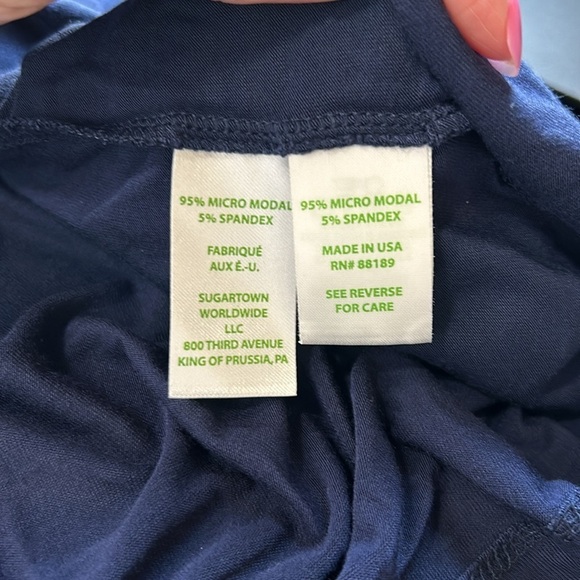 95% MICRO MODAL
5% SPANDEX
FABRIQUÉ
AUX É.-U.
SUGARTOWN
WORLDWIDE
LLC
800 THIRD AVENUE
KING OF PRUSSIA, PA
95% MICRO MODAL
5% SPANDEX
MADE IN USA
RN# 88189
SEE REVERSE
FOR CARE